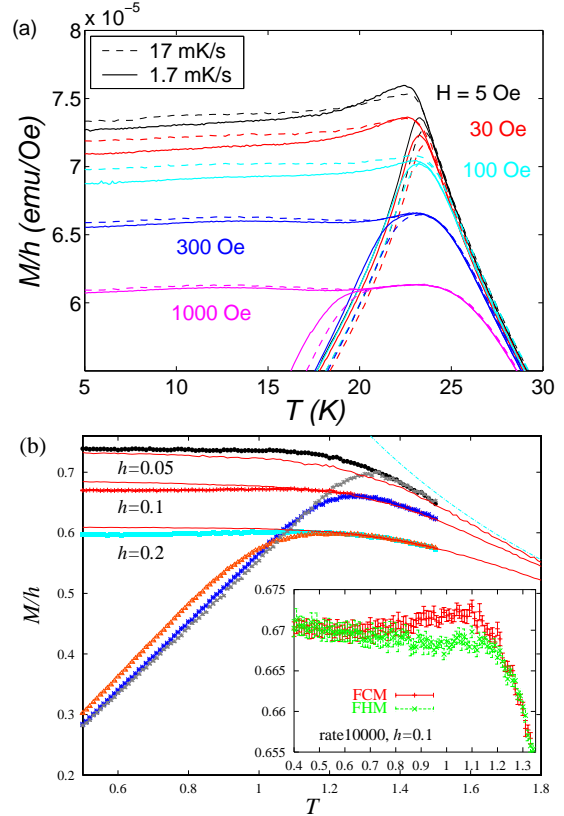 (a)
8 x 10⁻⁵
17 mK/s
1.7 mK/s
H = 5 Oe
7.5
30 Oe
7
100 Oe
M/h (emu/Oe)
6.5
300 Oe
6
1000 Oe
5 10 15 20 25 30
T (K)
(b)
0.7
h=0.05
h=0.1
0.6
h=0.2
M/h
0.5
0.4
0.3
0.2
0.675
0.67
0.665
FCM
FHM
0.66
rate10000, h=0.1
0.655
0.4 0.5 0.6 0.7 0.8 0.9 1 1.1 1.2 1.3
0.6 0.8 1 1.2 1.4 1.6 1.8
T